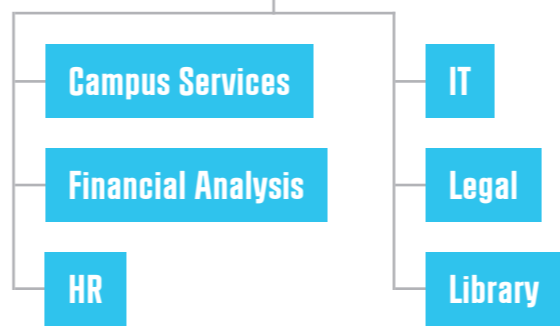 Campus Services
Financial Analysis
HR
IT
Legal
Library